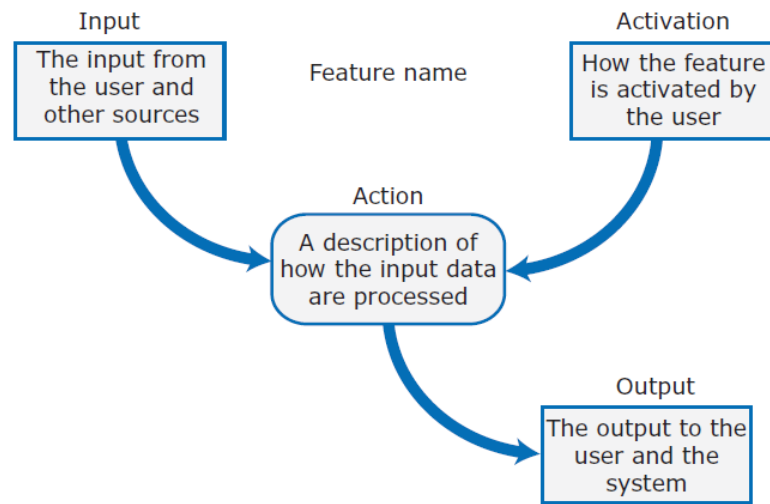 Input
The input from
the user and
other sources
Feature name
Activation
How the feature
is activated by
the user
Action
A description of
how the input data
are processed
Output
The output to the
user and the
system